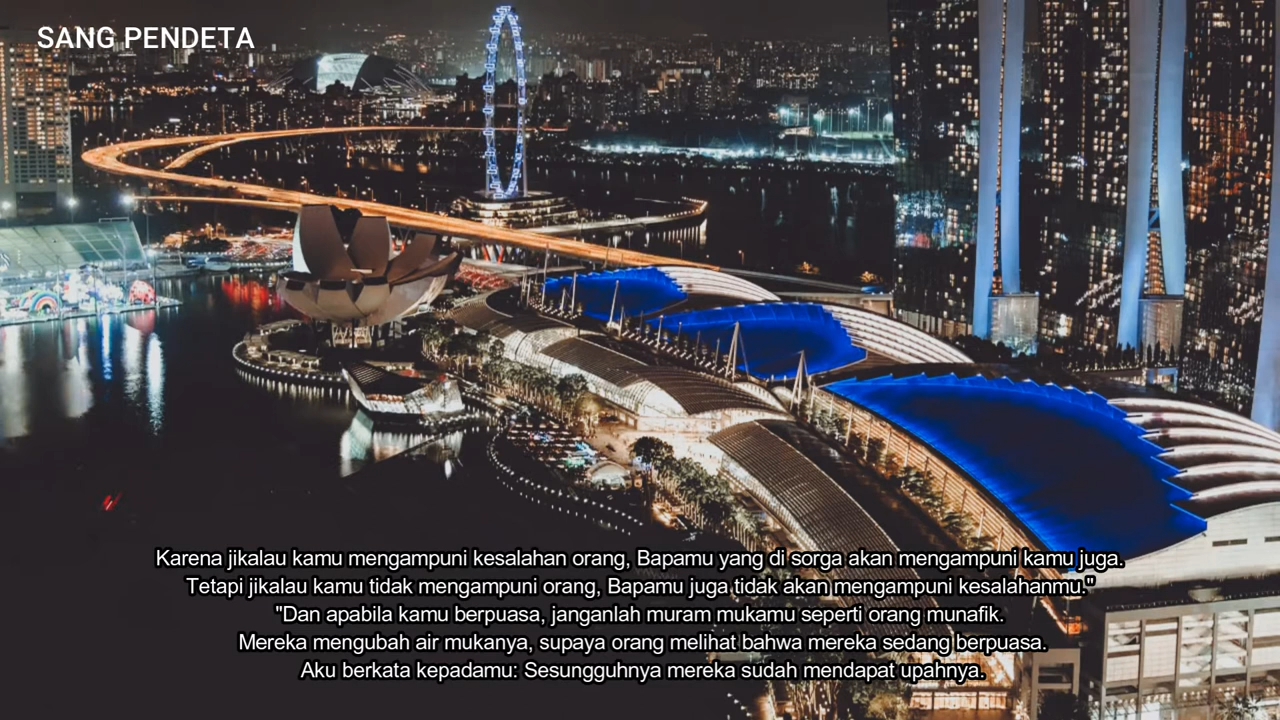 SANG PENDETA
Karena jikalau kamu mengampuni kesalahan orang, Bapamu yang di sorga akan mengampuni kamu juga.
Tetapi jikalau kamu tidak mengampuni orang, Bapamu juga tidak akan mengampuni kesalahanmu."
"Dan apabila kamu berpuasa, janganlah muram mukamu seperti orang munafik.
Mereka mengubah air mukanya, supaya orang melihat bahwa mereka sedang berpuasa.
Aku berkata kepadamu: Sesungguhnya mereka sudah mendapat upahnya.